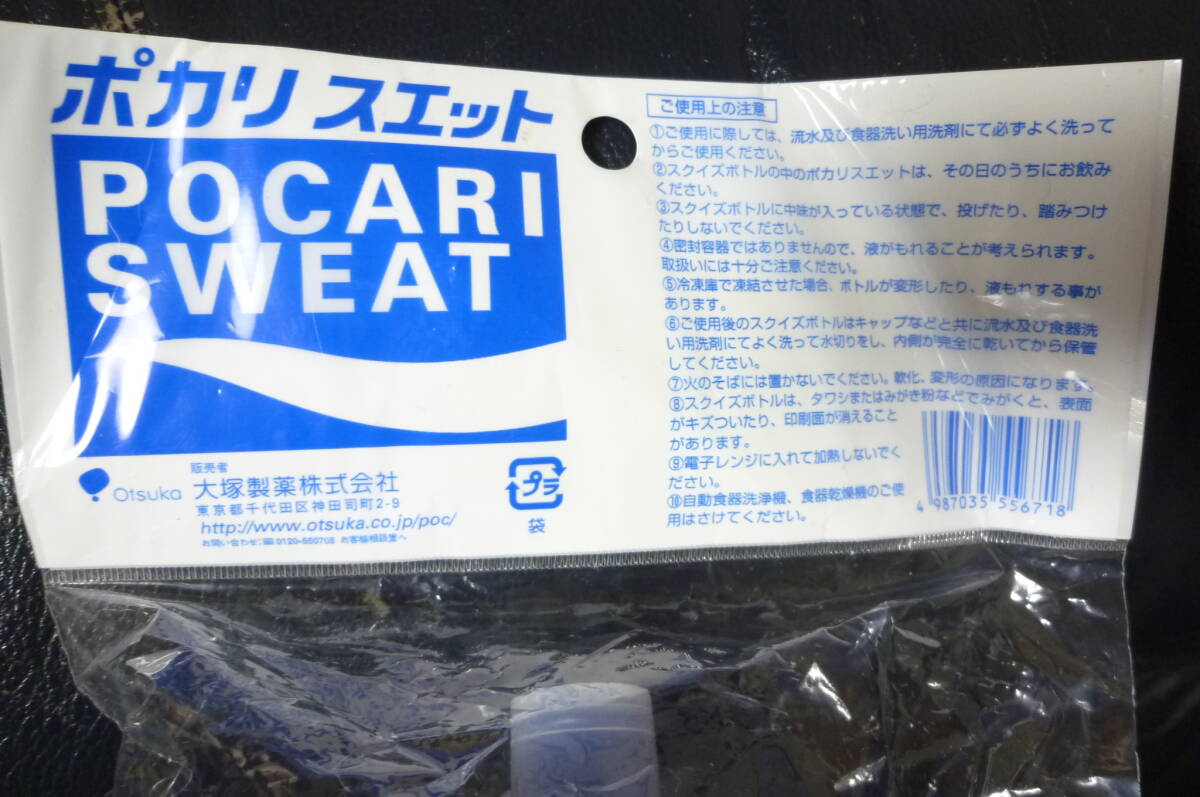 ポカリスエット
POCARI
SWEAT
Otsuka
販売者
大塚製薬株式会社
東京都千代田区神田司町2-9
http://www.otsuka.co.jp/poc/
お問い合わせ:0120-550708 お客様相談室へ
プラ
袋
ご使用上の注意
①ご使用に際しては、流水及び食器洗い用洗剤にて必ずよく洗って
からご使用ください。
②スクイズボトルの中のポカリスエットは、その日のうちにお飲み
ください。
③スクイズボトルに中味が入っている状態で、投げたり、踏みつけ
たりしないでください。
④密封容器ではありませんので、液がもれることが考えられます。
取扱いには十分ご注意ください。
⑤冷凍庫で凍結させた場合、ボトルが変形したり、液もれする事が
あります。
⑥ご使用後のスクイズボトルはキャップなどと共に流水及び食器洗
い用洗剤にてよく洗って水切りをし、内側が完全に乾いてから保管
してください。
⑦火のそばには置かないでください。軟化、変形の原因になります。
⑧スクイズボトルは、タワシまたはみがき粉などでみがくと、表面
がキズついたり、印刷面が消えること
があります。
⑨電子レンジに入れて加熱しないでく
ださい。
⑩自動食器洗浄機、食器乾燥機のご使
用はさけてください。
4 987035 556718